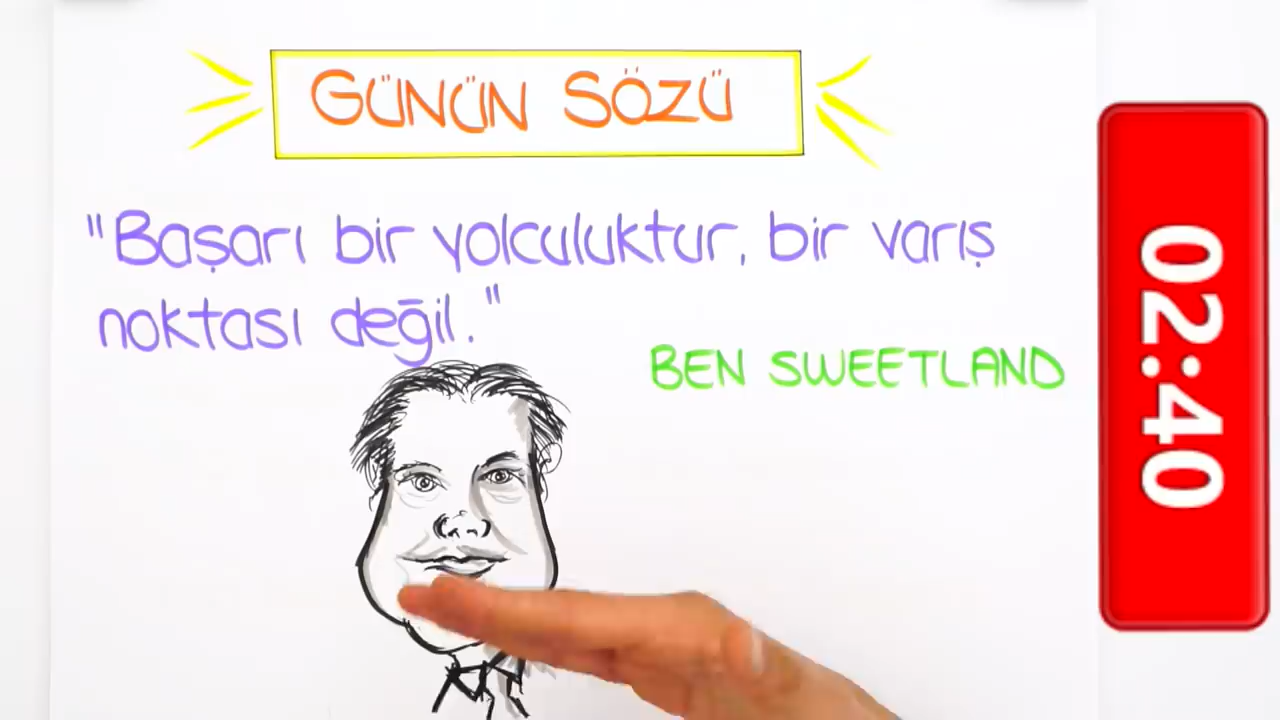 GÜNÜN SÖZÜ
"Başarı bir yolculuktur, bir varış
noktası değil."
BEN SWEETLAND
02:40